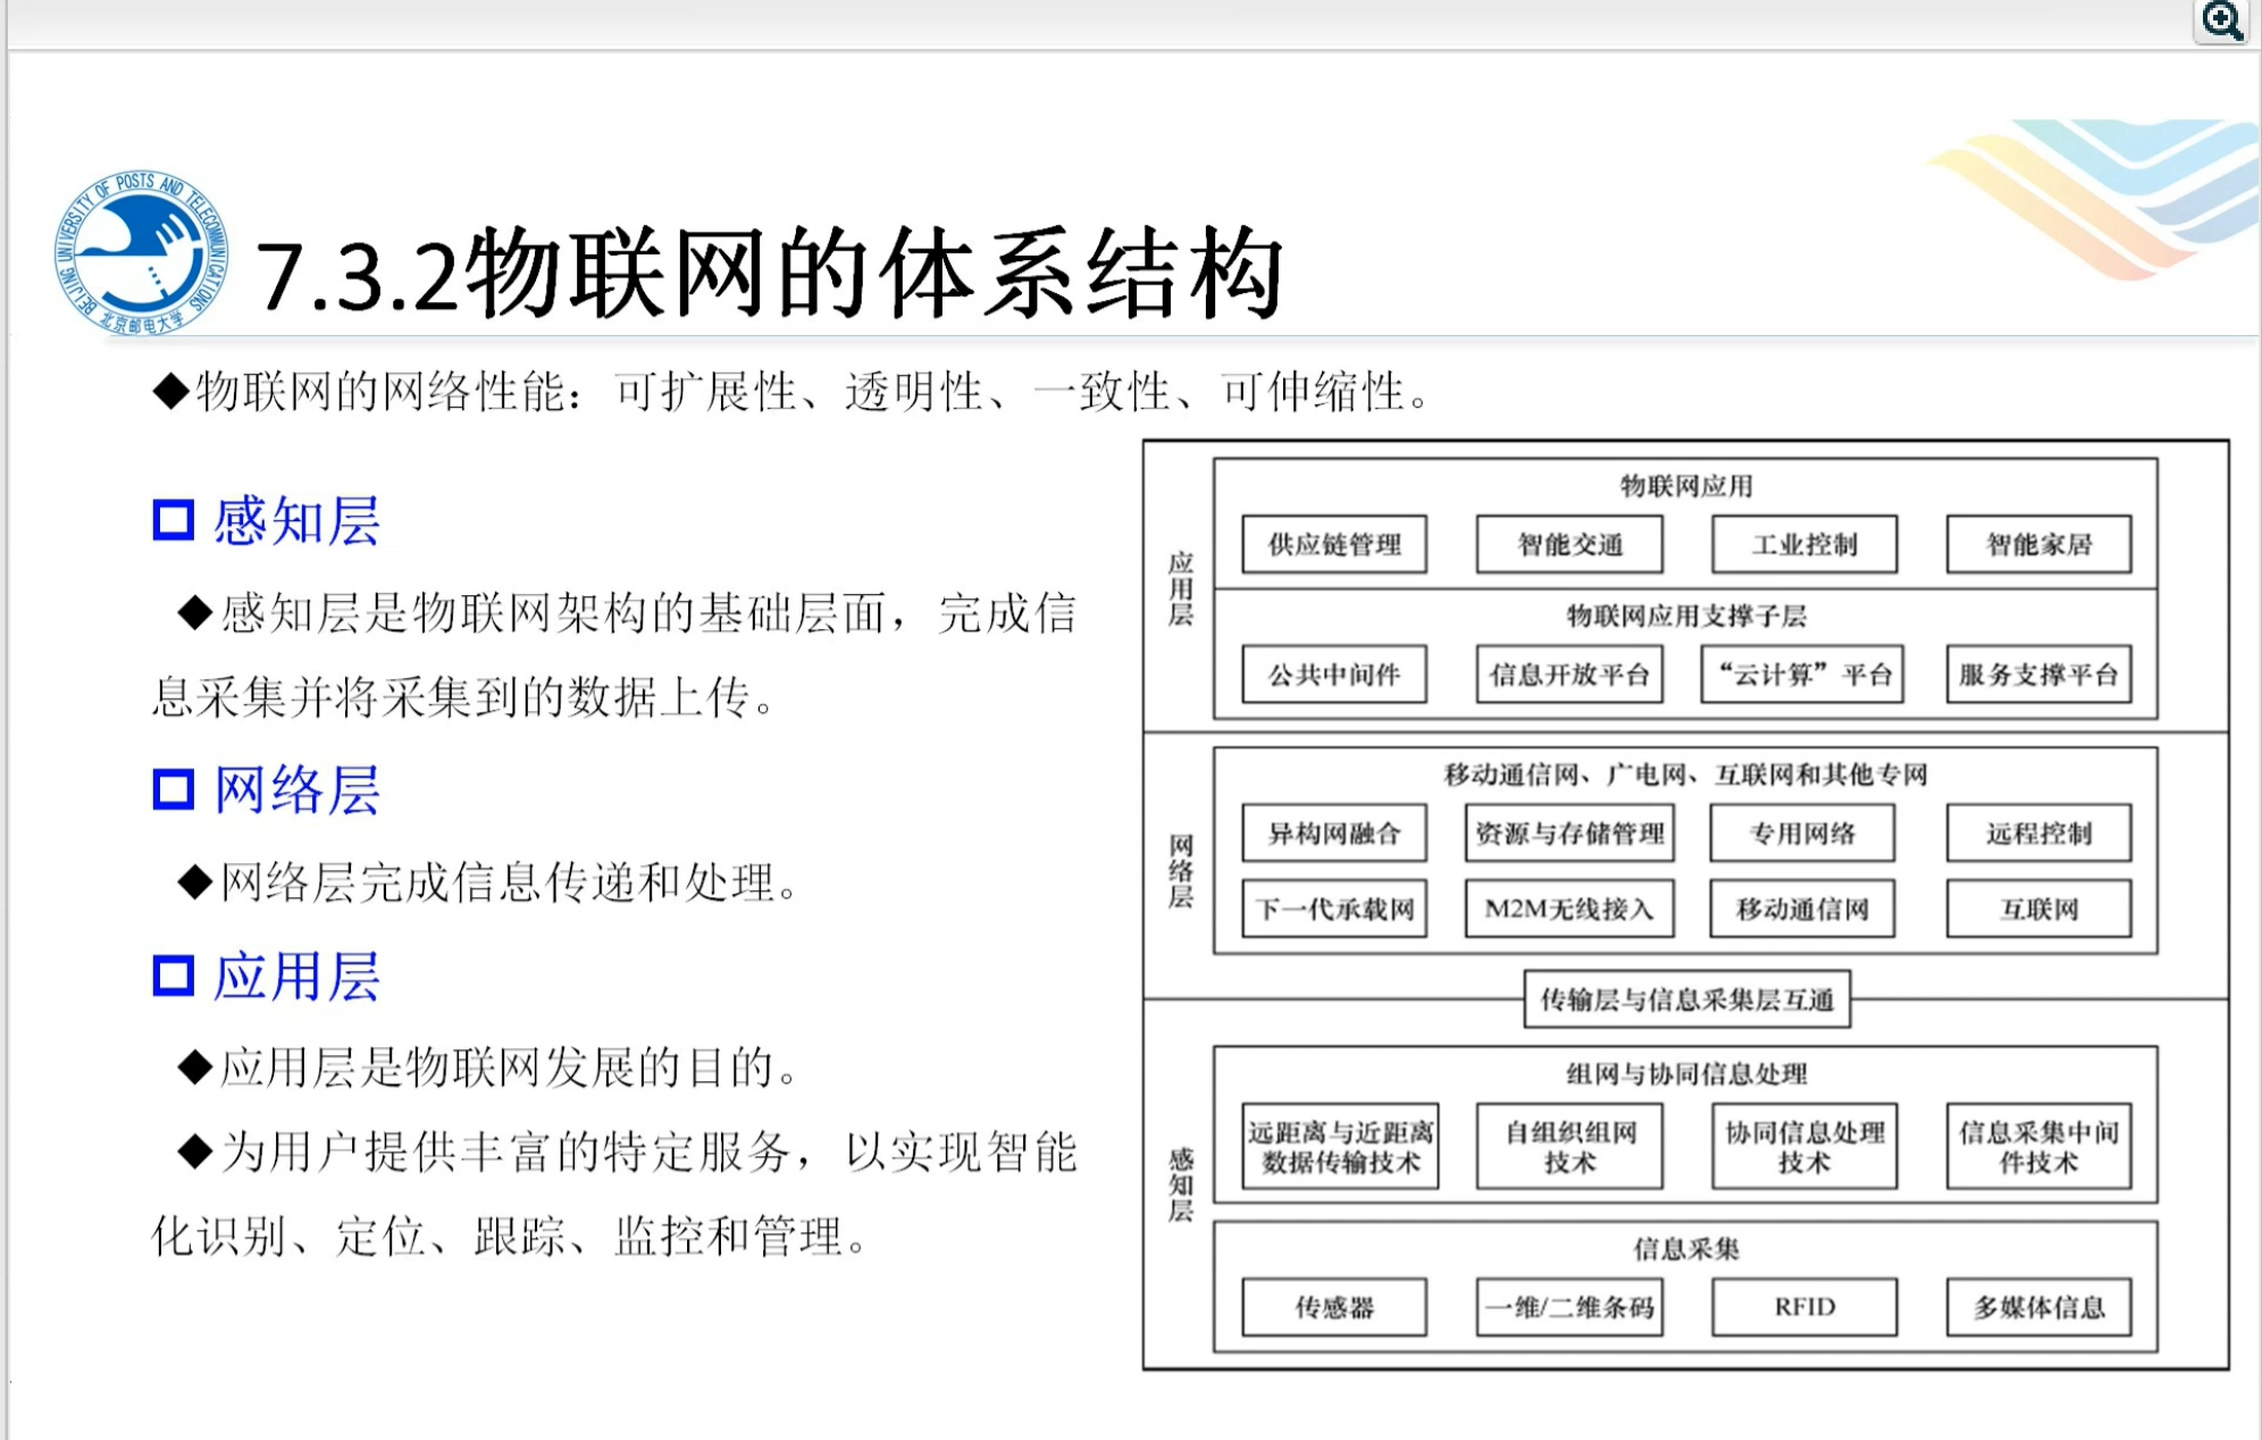 BEIJING UNIVERSITY OF POSTS AND TELECOMMUNICATIONS
北京邮电大学
7.3.2物联网的体系结构
◆物联网的网络性能：可扩展性、透明性、一致性、可伸缩性。
感知层
◆感知层是物联网架构的基础层面，完成信
息采集并将采集到的数据上传。
网络层
◆网络层完成信息传递和处理。
应用层
◆应用层是物联网发展的目的。
◆为用户提供丰富的特定服务，以实现智能
化识别、定位、跟踪、监控和管理。
应用层
物联网应用
供应链管理 智能交通 工业控制 智能家居
物联网应用支撑子层
公共中间件 信息开放平台 “云计算”平台 服务支撑平台
网络层
移动通信网、广电网、互联网和其他专网
异构网融合 资源与存储管理 专用网络 远程控制
下一代承载网 M2M无线接入 移动通信网 互联网
传输层与信息采集层互通
感知层
组网与协同信息处理
远距离与近距离 自组织组网 协同信息处理 信息采集中间
数据传输技术 技术 技术 件技术
信息采集
传感器 一维/二维条码 RFID 多媒体信息